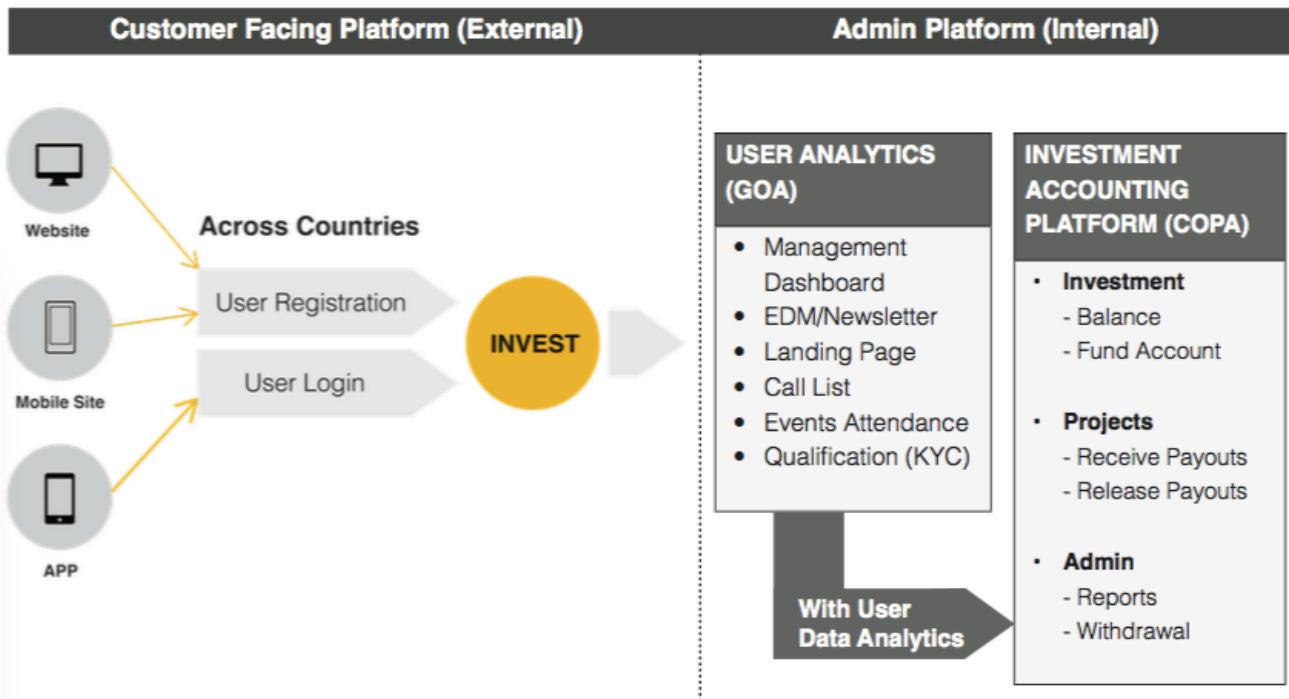 Customer Facing Platform (External)
Admin Platform (Internal)
Website
Mobile Site
APP
Across Countries
User Registration
User Login
INVEST
USER ANALYTICS
(GOA)
• Management
Dashboard
• EDM/Newsletter
• Landing Page
• Call List
• Events Attendance
• Qualification (KYC)
With User
Data Analytics
INVESTMENT
ACCOUNTING
PLATFORM (COPA)
• Investment
- Balance
- Fund Account
• Projects
- Receive Payouts
- Release Payouts
• Admin
- Reports
- Withdrawal